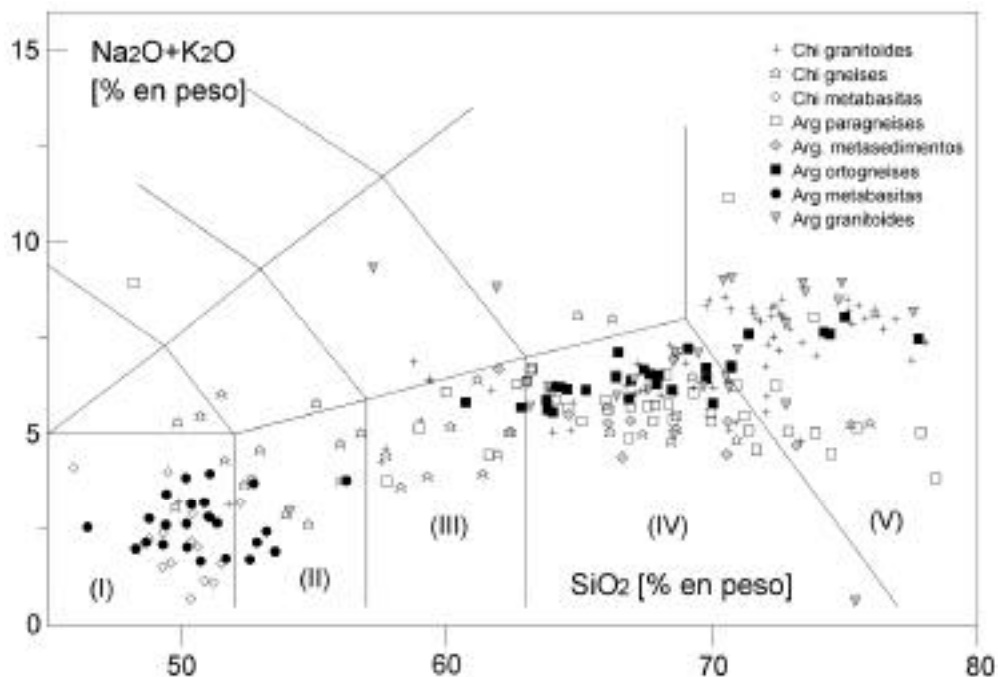 15
10
5
0
Na2O+K2O
[% en peso]
Chi granitoides
Chi gneises
Chi metabasitas
Arg paragneises
Arg. metasedimentos
Arg ortogneises
Arg metabasitas
Arg granitoides
(I)
(II)
(III)
(IV)
(V)
SiO2 [% en peso]
50
60
70
80